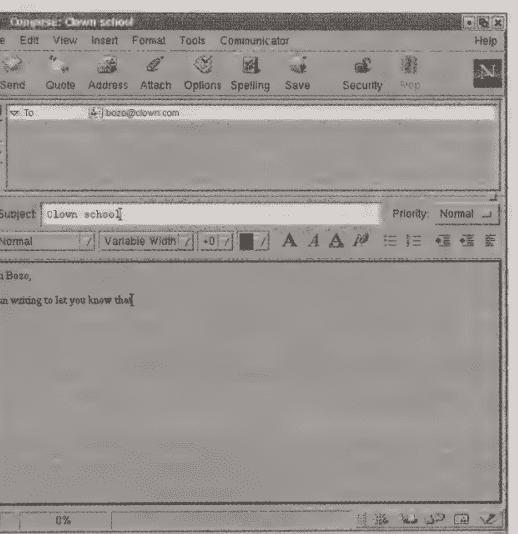 Compose: Clown school
e Edit View Insert Format Tools Communicator Help
Send Quote Address Attach Options Spelling Save Security Stop
N
To bozo@clown.com
Subject: Clown school Priority: Normal
Normal Variable Width +0 A A A
n Bozo,
m writing to let you know that
0%